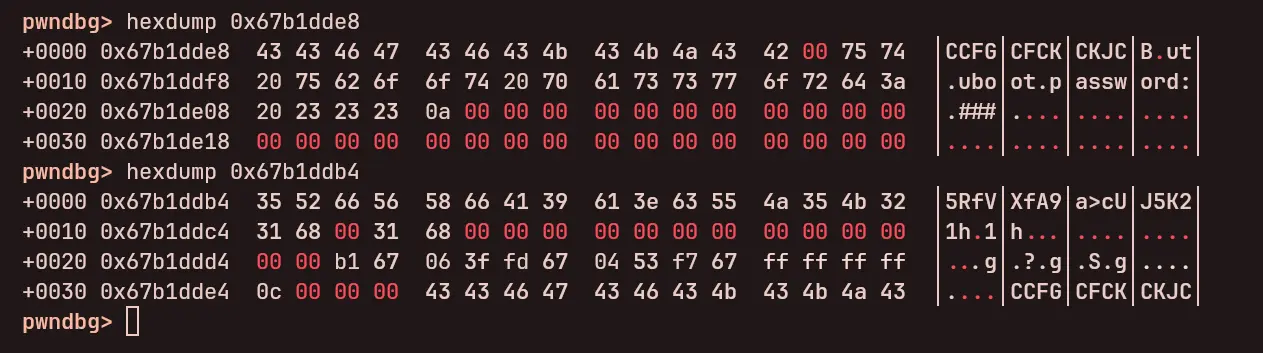 pwndbg> hexdump 0x67b1dde8
+0000 0x67b1dde8  43 43 46 47  43 46 43 4b  43 4b 4a 43  42 00 75 74  │CCFG│CFCK│CKJC│B.ut│
+0010 0x67b1ddf8  20 75 62 6f  6f 74 20 70  61 73 73 77  6f 72 64 3a  │.ubo│ot.p│assw│ord:│
+0020 0x67b1de08  20 23 23 23  0a 00 00 00  00 00 00 00  00 00 00 00  │.###│....│....│....│
+0030 0x67b1de18  00 00 00 00  00 00 00 00  00 00 00 00  00 00 00 00  │....│....│....│....│
pwndbg> hexdump 0x67b1ddb4
+0000 0x67b1ddb4  35 52 66 56  58 66 41 39  61 3e 63 55  4a 35 4b 32  │5RfV│XfA9│a>cU│J5K2│
+0010 0x67b1ddc4  31 68 00 31  68 00 00 00  00 00 00 00  00 00 00 00  │1h.1│h...│....│....│
+0020 0x67b1ddd4  00 00 b1 67  06 3f fd 67  04 53 f7 67  ff ff ff ff  │...g│.?.g│.S.g│....│
+0030 0x67b1dde4  0c 00 00 00  43 43 46 47  43 46 43 4b  43 4b 4a 43  │....│CCFG│CFCK│CKJC│
pwndbg>